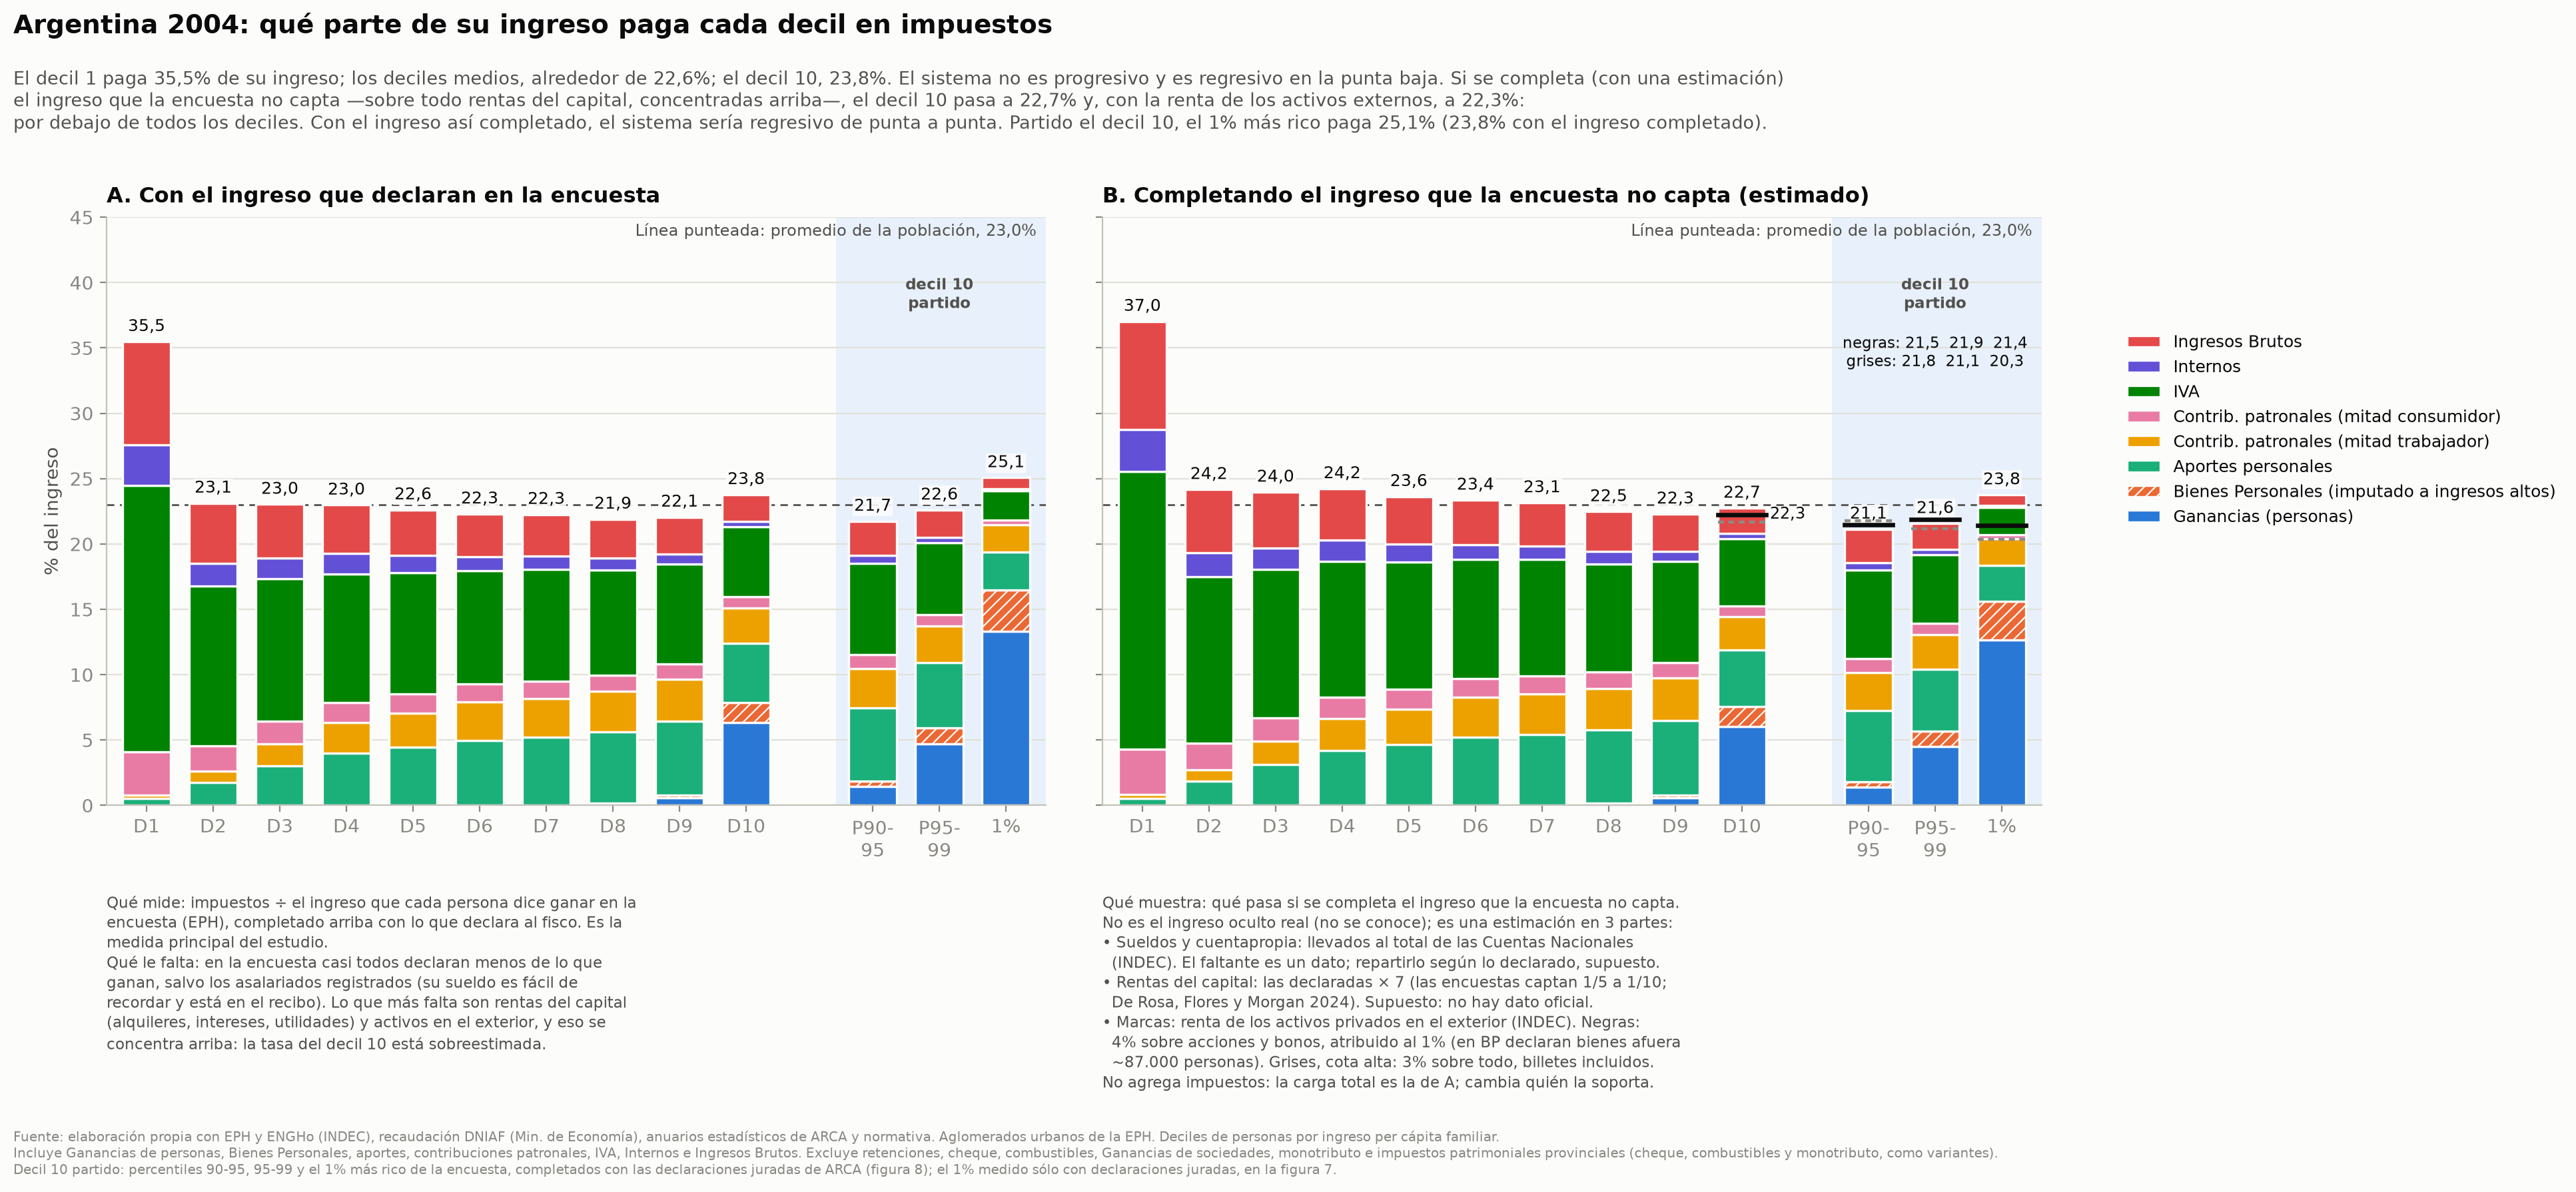 Argentina 2004: qué parte de su ingreso paga cada decil en impuestos
El decil 1 paga 35,5% de su ingreso; los deciles medios, alrededor de 22,6%; el decil 10, 23,8%. El sistema no es progresivo y es regresivo en la punta baja. Si se completa (con una estimación)
el ingreso que la encuesta no capta —sobre todo rentas del capital, concentradas arriba—, el decil 10 pasa a 22,7% y, con la renta de los activos externos, a 22,3%:
por debajo de todos los deciles. Con el ingreso así completado, el sistema sería regresivo de punta a punta. Partido el decil 10, el 1% más rico paga 25,1% (23,8% con el ingreso completado).
A. Con el ingreso que declaran en la encuesta
Línea punteada: promedio de la población, 23,0%
decil 10
partido
% del ingreso
45
40
35
30
25
20
15
10
5
0
35,5
23,1
23,0
23,0
22,6
22,3
22,3
21,9
22,1
23,8
21,7
22,6
25,1
D1
D2
D3
D4
D5
D6
D7
D8
D9
D10
P90-
95
P95-
99
1%
B. Completando el ingreso que la encuesta no capta (estimado)
Línea punteada: promedio de la población, 23,0%
decil 10
partido
negras: 21,5 21,9 21,4
grises: 21,8 21,1 20,3
37,0
24,2
24,0
24,2
23,6
23,4
23,1
22,5
22,3
22,7
22,3
21,1
21,6
23,8
D1
D2
D3
D4
D5
D6
D7
D8
D9
D10
P90-
95
P95-
99
1%
Ingresos Brutos
Internos
IVA
Contrib. patronales (mitad consumidor)
Contrib. patronales (mitad trabajador)
Aportes personales
Bienes Personales (imputado a ingresos altos)
Ganancias (personas)
Qué mide: impuestos ÷ el ingreso que cada persona dice ganar en la
encuesta (EPH), completado arriba con lo que declara al fisco. Es la
medida principal del estudio.
Qué le falta: en la encuesta casi todos declaran menos de lo que
ganan, salvo los asalariados registrados (su sueldo es fácil de
recordar y está en el recibo). Lo que más falta son rentas del capital
(alquileres, intereses, utilidades) y activos en el exterior, y eso se
concentra arriba: la tasa del decil 10 está sobreestimada.
Qué muestra: qué pasa si se completa el ingreso que la encuesta no capta.
No es el ingreso oculto real (no se conoce); es una estimación en 3 partes:
• Sueldos y cuentapropia: llevados al total de las Cuentas Nacionales
(INDEC). El faltante es un dato; repartirlo según lo declarado, supuesto.
• Rentas del capital: las declaradas × 7 (las encuestas captan 1/5 a 1/10;
De Rosa, Flores y Morgan 2024). Supuesto: no hay dato oficial.
• Marcas: renta de los activos privados en el exterior (INDEC). Negras:
4% sobre acciones y bonos, atribuido al 1% (en BP declaran bienes afuera
~87.000 personas). Grises, cota alta: 3% sobre todo, billetes incluidos.
No agrega impuestos: la carga total es la de A; cambia quién la soporta.
Fuente: elaboración propia con EPH y ENGHo (INDEC), recaudación DNIAF (Min. de Economía), anuarios estadísticos de ARCA y normativa. Aglomerados urbanos de la EPH. Deciles de personas por ingreso per cápita familiar.
Incluye Ganancias de personas, Bienes Personales, aportes, contribuciones patronales, IVA, Internos e Ingresos Brutos. Excluye retenciones, cheque, combustibles, Ganancias de sociedades, monotributo e impuestos patrimoniales provinciales (cheque, combustibles y monotributo, como variantes).
Decil 10 partido: percentiles 90-95, 95-99 y el 1% más rico de la encuesta, completados con las declaraciones juradas de ARCA (figura 8); el 1% medido sólo con declaraciones juradas, en la figura 7.